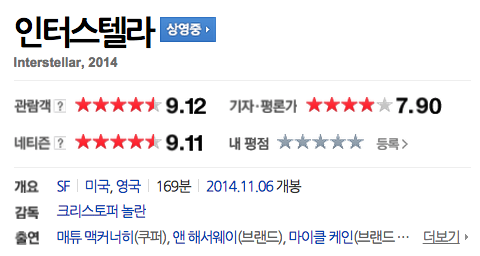 인터스텔라 상영중
Interstellar, 2014
관람객 ? 9.12 기자·평론가 7.90
네티즌 ? 9.11 내 평점 등록 >
개요 SF 미국, 영국 169분 2014.11.06 개봉
감독 크리스토퍼 놀란
출연 매튜 맥커너히(쿠퍼), 앤 해서웨이(브랜드), 마이클 케인(브랜드 ··· 더보기